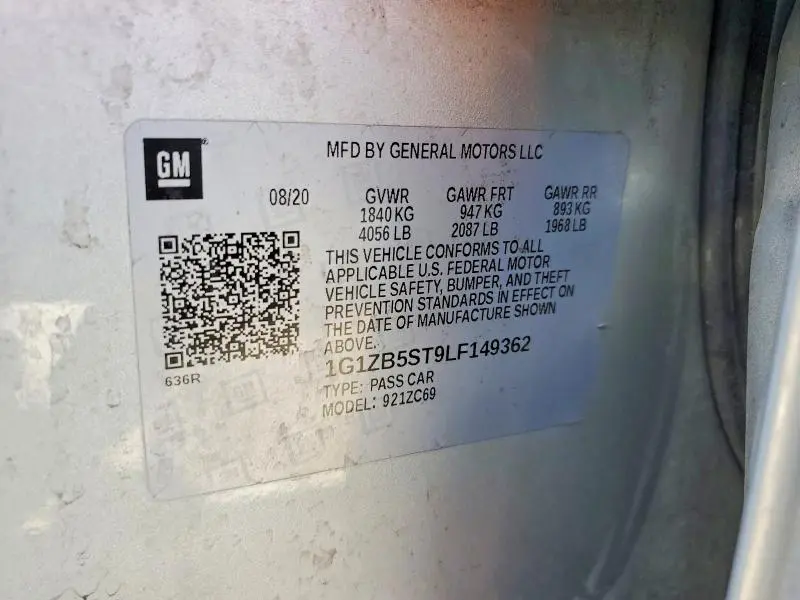 GM
MFD BY GENERAL MOTORS LLC
08/20
GVWR
1840 KG
4056 LB
GAWR FRT
947 KG
2087 LB
GAWR RR
893 KG
1968 LB
THIS VEHICLE CONFORMS TO ALL
APPLICABLE U.S. FEDERAL MOTOR
VEHICLE SAFETY, BUMPER, AND THEFT
PREVENTION STANDARDS IN EFFECT ON
THE DATE OF MANUFACTURE SHOWN
ABOVE.
1G1ZB5ST9LF149362
TYPE: PASS CAR
MODEL: 921ZC69
636R